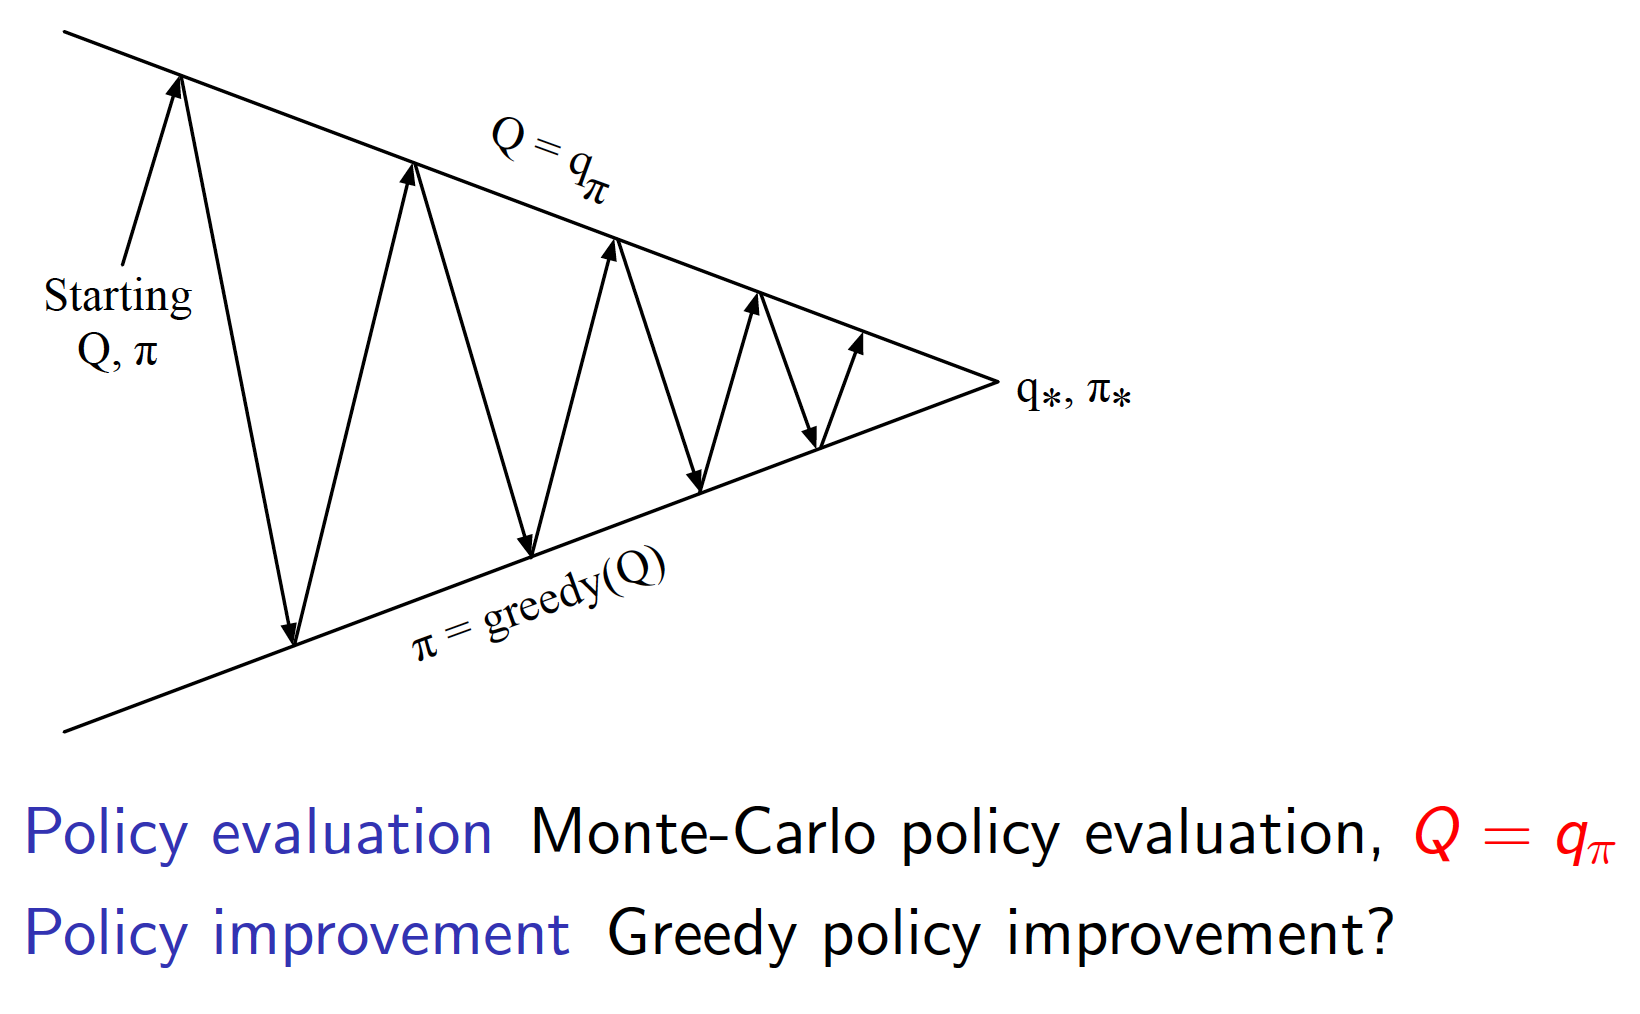 Q = qπ
Starting
Q, π
q*, π*
π = greedy(Q)
Policy evaluation Monte-Carlo policy evaluation, Q = qπ
Policy improvement Greedy policy improvement?